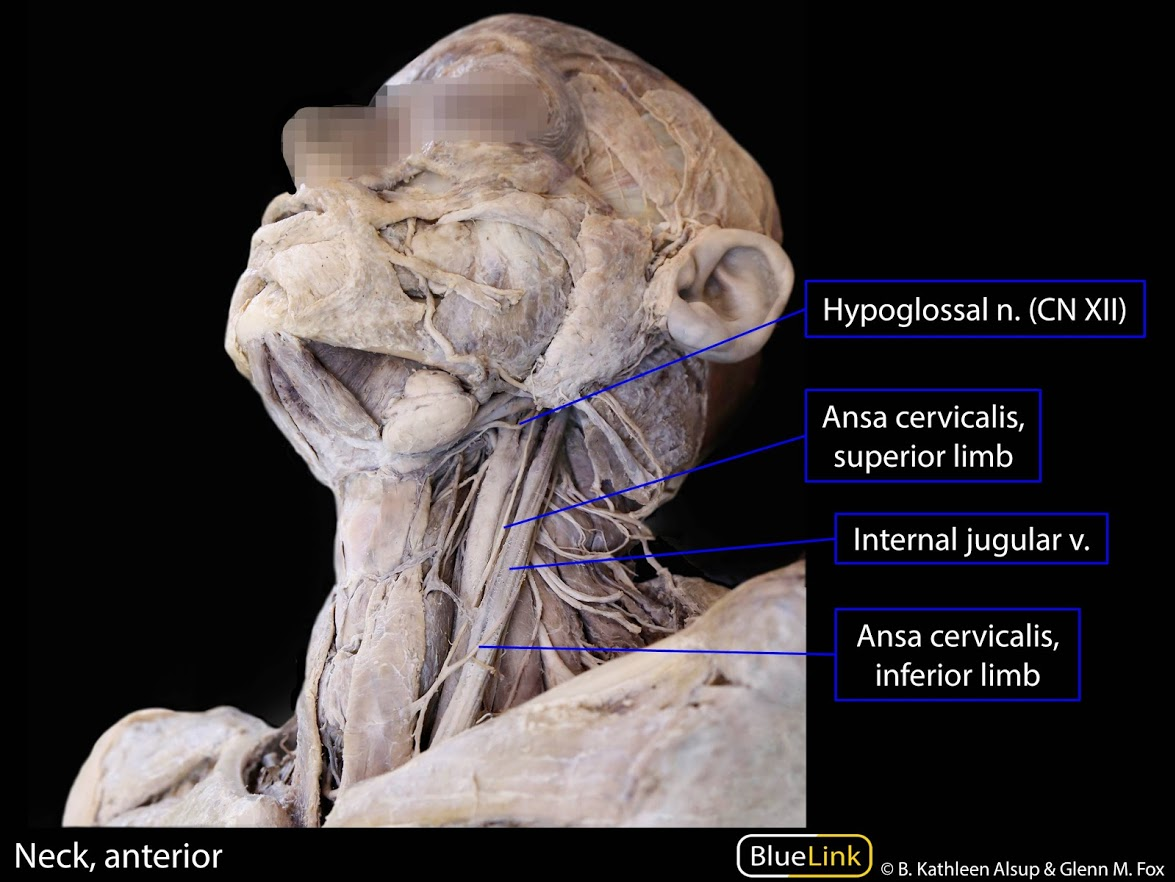 Hypoglossal n. (CN XII)
Ansa cervicalis,
superior limb
Internal jugular v.
Ansa cervicalis,
inferior limb
Neck, anterior
BlueLink
© B. Kathleen Alsup & Glenn M. Fox